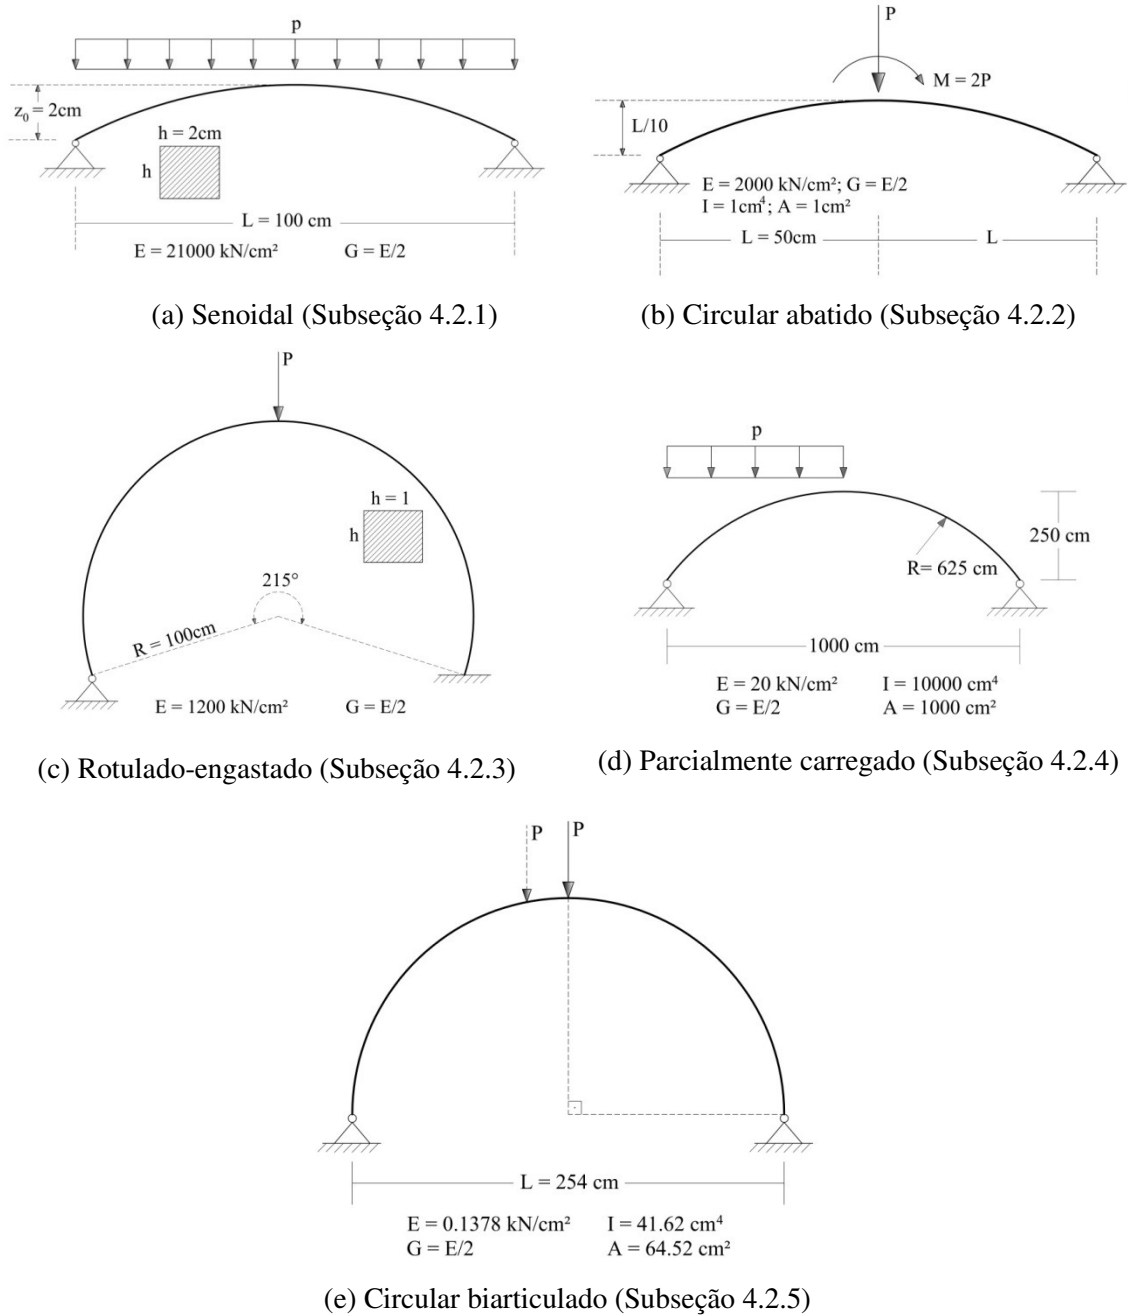 p
z₀ = 2cm
h = 2cm
h
L = 100 cm
E = 21000 kN/cm² G = E/2
(a) Senoidal (Subseção 4.2.1)
P
M = 2P
L/10
E = 2000 kN/cm²; G = E/2
I = 1cm⁴; A = 1cm²
L = 50cm L
(b) Circular abatido (Subseção 4.2.2)
P
h = 1
h
215°
R = 100cm
E = 1200 kN/cm² G = E/2
(c) Rotulado-engastado (Subseção 4.2.3)
p
250 cm
R= 625 cm
1000 cm
E = 20 kN/cm² I = 10000 cm⁴
G = E/2 A = 1000 cm²
(d) Parcialmente carregado (Subseção 4.2.4)
P P
L = 254 cm
E = 0.1378 kN/cm² I = 41.62 cm⁴
G = E/2 A = 64.52 cm²
(e) Circular biarticulado (Subseção 4.2.5)